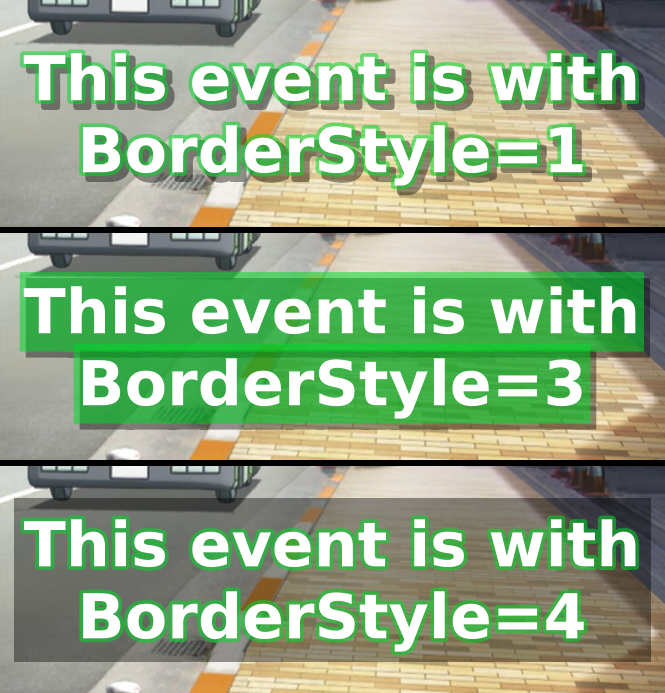 This event is with
BorderStyle=1
This event is with
BorderStyle=3
This event is with
BorderStyle=4